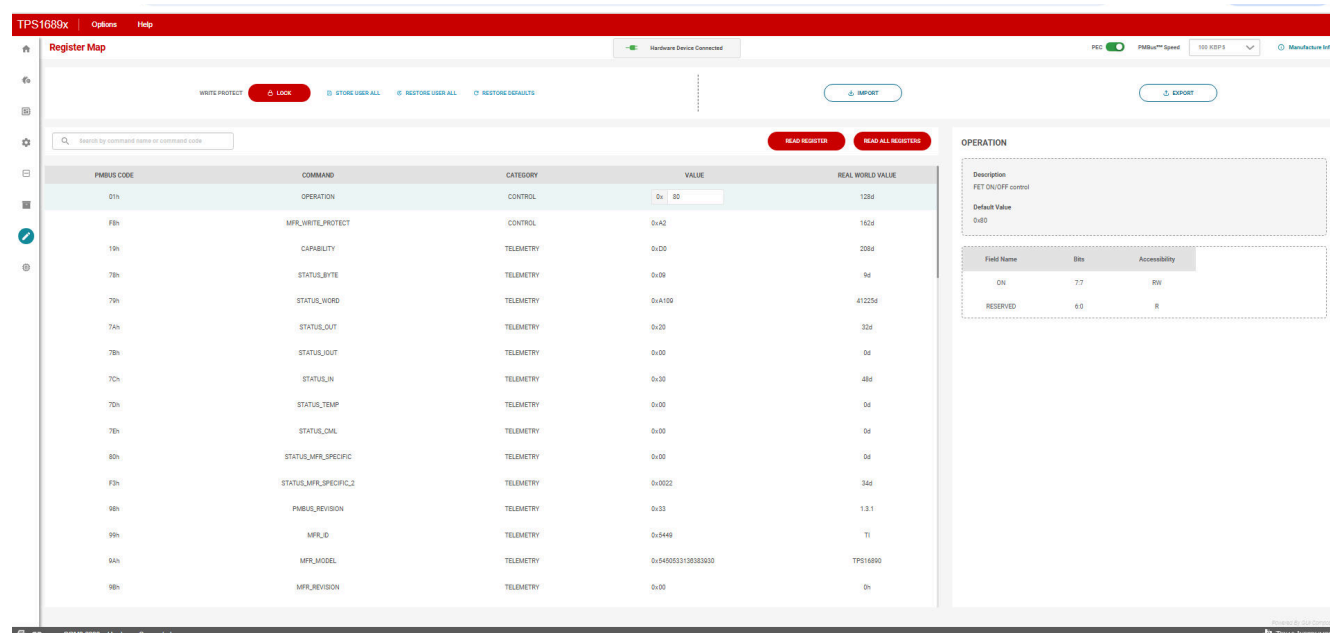 TPS1689x Options Help
Register Map Hardware Device Connected PEC PMBus™ Speed 100 KBPS Manufacture Inf
WRITE PROTECT LOCK STORE USER ALL RESTORE USER ALL RESTORE DEFAULTS IMPORT EXPORT
Search by command name or command code READ REGISTER READ ALL REGISTERS
PMBUS CODE COMMAND CATEGORY VALUE REAL WORLD VALUE
01h OPERATION CONTROL 0x 80 128d
F8h MFR_WRITE_PROTECT CONTROL 0xA2 162d
19h CAPABILITY TELEMETRY 0xD0 208d
78h STATUS_BYTE TELEMETRY 0x09 9d
79h STATUS_WORD TELEMETRY 0xA109 41225d
7Ah STATUS_OUT TELEMETRY 0x20 32d
7Bh STATUS_IOUT TELEMETRY 0x00 0d
7Ch STATUS_IN TELEMETRY 0x30 48d
7Dh STATUS_TEMP TELEMETRY 0x00 0d
7Eh STATUS_CML TELEMETRY 0x00 0d
80h STATUS_MFR_SPECIFIC TELEMETRY 0x00 0d
F3h STATUS_MFR_SPECIFIC_2 TELEMETRY 0x0022 34d
98h PMBUS_REVISION TELEMETRY 0x33 1.3.1
99h MFR_ID TELEMETRY 0x5449 TI
9Ah MFR_MODEL TELEMETRY 0x5450533136383930 TPS16890
9Bh MFR_REVISION TELEMETRY 0x00 0h
OPERATION
Description
FET ON/OFF control
Default Value
0x80
Field Name Bits Accessibility
ON 7:7 RW
RESERVED 6:0 R